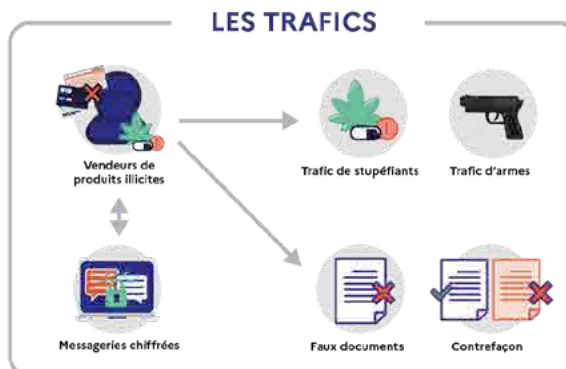 LES TRAFICS
Vendeurs de
produits illicites
Trafic de stupéfiants
Trafic d'armes
Messageries chiffrées
Faux documents
Contrefaçon